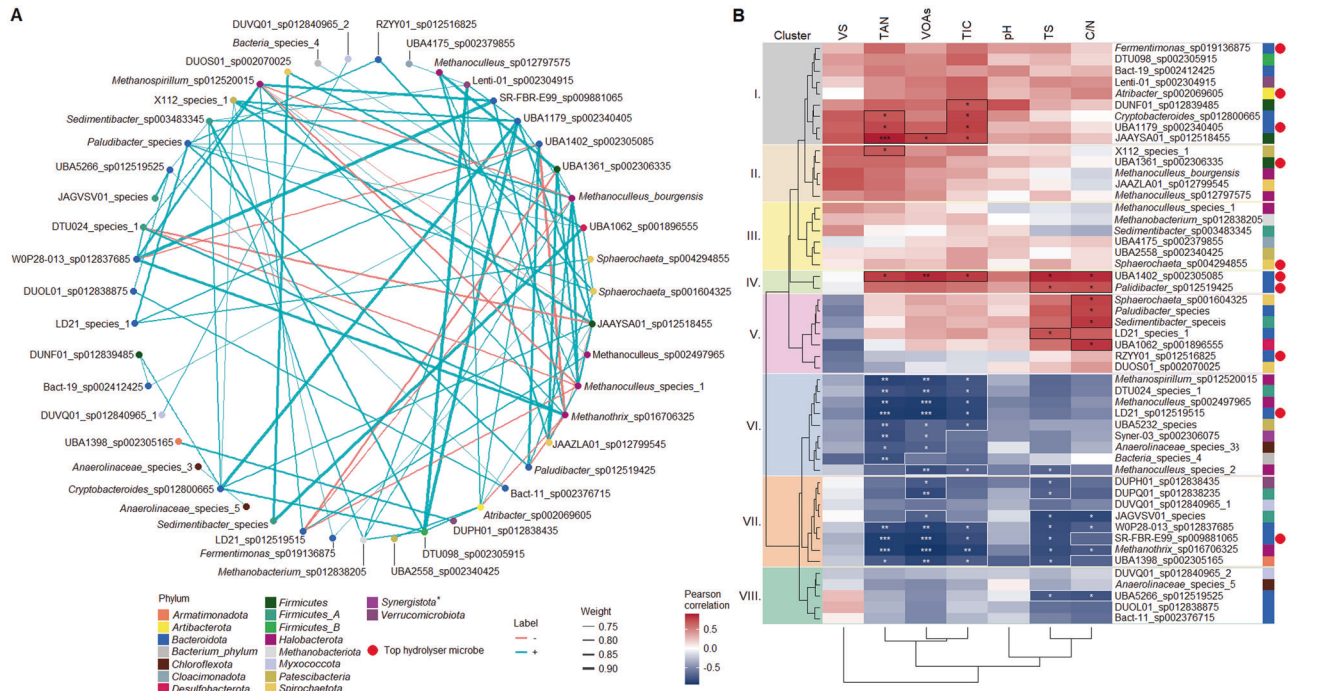 A
DUVQ01_sp012840965_2
RZYY01_sp012516825
Bacteria_species_4
UBA4175_sp002379855
DUOS01_sp002070025
Methanoculleus_sp012797575
Methanospirillum_sp012520015
Lenti-01_sp002304915
X112_species_1
SR-FBR-E99_sp009881065
Sedimentibacter_sp003483345
UBA1179_sp002340405
Paludibacter_species
UBA1402_sp002305085
UBA5266_sp012519525
UBA1361_sp002306335
JAGVSV01_species
Methanoculleus_bourgensis
DTU024_species_1
UBA1062_sp001896555
W0P28-013_sp012837685
Sphaerochaeta_sp004294855
DUOL01_sp012838875
Sphaerochaeta_sp001604325
LD21_species_1
JAAYSA01_sp012518455
DUNF01_sp012839485
Methanoculleus_sp002497965
Bact-19_sp002412425
Methanoculleus_species_1
DUVQ01_sp012840965_1
Methanothrix_sp016706325
UBA1398_sp002305165
JAAZLA01_sp012799545
Anaerolinaceae_species_3
Paludibacter_sp012519425
Cryptobacteroides_sp012800665
Bact-11_sp002376715
Anaerolinaceae_species_5
Atribacter_sp002069605
Sedimentibacter_species
DUPH01_sp012838435
LD21_sp012519515
DTU098_sp002305915
Fermentimonas_sp019136875
UBA2558_sp002340425
Methanobacterium_sp012838205
Phylum
Armatimonadota
Artibacterota
Bacteroidota
Bacterium_phylum
Chloroflexota
Cloacimonadota
Desulfobacterota
Firmicutes
Firmicutes_A
Firmicutes_B
Halobacterota
Methanobacteriota
Myxococcota
Patescibacteria
Spirochaetota
Synergistota*
Verrucomicrobiota
Top hydrolyser microbe
Label
-
+
Weight
0.75
0.80
0.85
0.90
B
Cluster
VS
TAN
VOAs
TIC
pH
TS
C/N
I.
II.
III.
IV.
V.
VI.
VII.
VIII.
Fermentimonas_sp019136875
DTU098_sp002305915
Bact-19_sp002412425
Lenti-01_sp002304915
Atribacter_sp002069605
DUNF01_sp012839485
*
Cryptobacteroides_sp012800665
* *
UBA1179_sp002340405
* *
JAAYSA01_sp012518455
*** * *
X112_species_1
*
UBA1361_sp002306335
Methanoculleus_bourgensis
JAAZLA01_sp012799545
Methanoculleus_sp012797575
Methanoculleus_species_1
Methanobacterium_sp012838205
Sedimentibacter_sp003483345
UBA4175_sp002379855
UBA2558_sp002340425
Sphaerochaeta_sp004294855
UBA1402_sp002305085
* ** * * *
Palidibacter_sp012519425
* *
Sphaerochaeta_sp001604325
*
Paludibacter_species
*
Sedimentibacter_speceis
*
LD21_species_1
*
UBA1062_sp001896555
*
RZYY01_sp012516825
DUOS01_sp002070025
Methanospirillum_sp012520015
** ** *
DTU024_species_1
** ** *
Methanoculleus_sp002497965
** *** *
LD21_sp012519515
*** *** *
UBA5232_species
** * *
Syner-03_sp002306075
** *
Anaerolinaceae_species_3
* *
Bacteria_species_4
**
Methanoculleus_species_2
** * *
DUPH01_sp012838435
* *
DUPQ01_sp012838235
** *
DUVQ01_sp012840965_1
JAGVSV01_species
* * *
W0P28-013_sp012837685
** ** * * *
SR-FBR-E99_sp009881065
*** *** * *
Methanothrix_sp016706325
*** *** ** * *
UBA1398_sp002305165
* ** * *
DUVQ01_sp012840965_2
Anaerolinaceae_species_5
UBA5266_sp012519525
* *
DUOL01_sp012838875
Bact-11_sp002376715
Pearson
correlation
0.5
0.0
-0.5